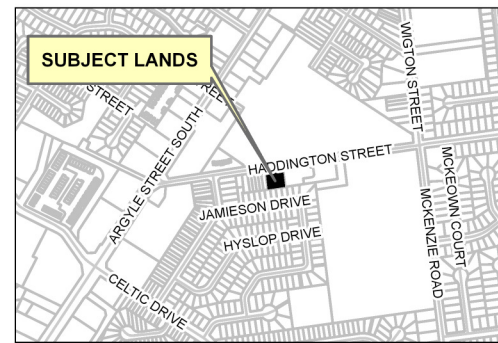 SUBJECT LANDS
STREET
REET
WIGTON STREET
ARGYLE STREET SOUTH
HADDINGTON STREET
MCKEOWN COURT
JAMIESON DRIVE
MCKENZIE ROAD
HYSLOP DRIVE
CELTIC DRIVE